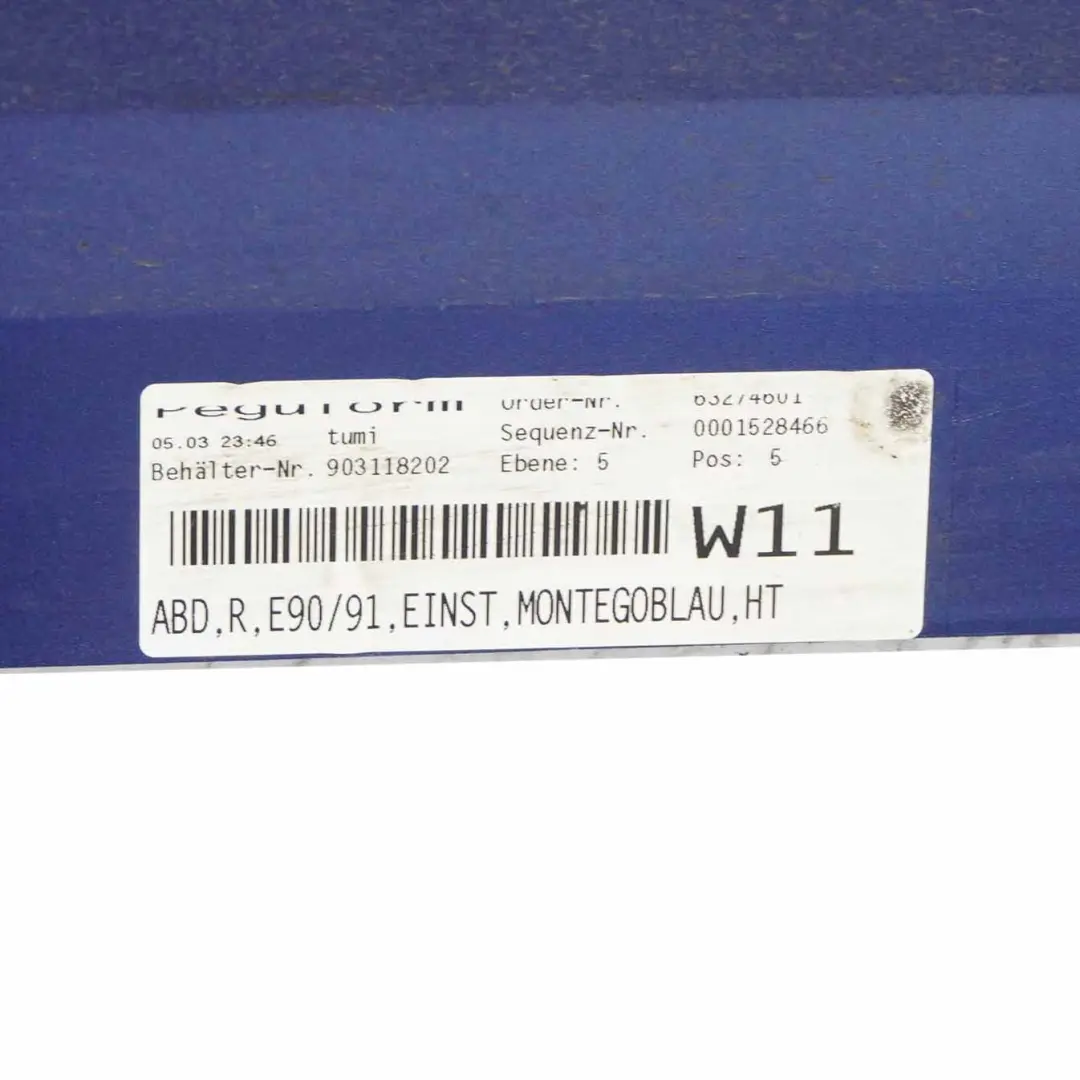 Peguform Order-Nr. 63274601
05.03 23:46 tumi Sequenz-Nr. 0001528466
Behälter-Nr. 903118202 Ebene: 5 Pos: 5
W11
ABD,R,E90/91,EINST,MONTEGOBLAU,HT